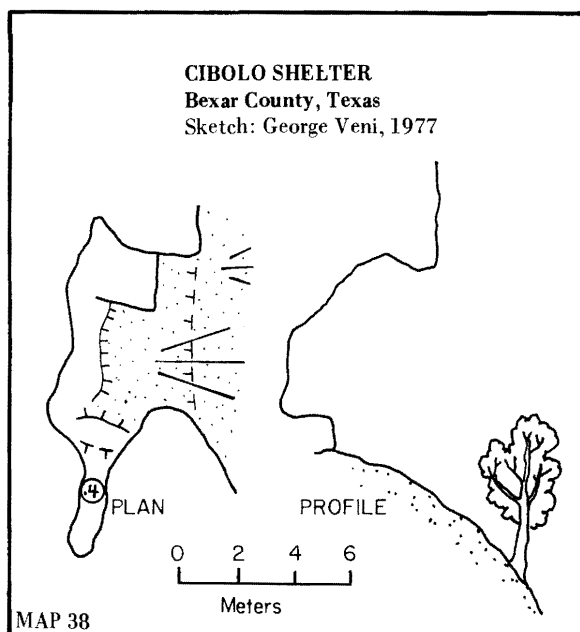 CIBOLO SHELTER
Bexar County, Texas
Sketch: George Veni, 1977
.4
PLAN
PROFILE
0 2 4 6
Meters
MAP 38